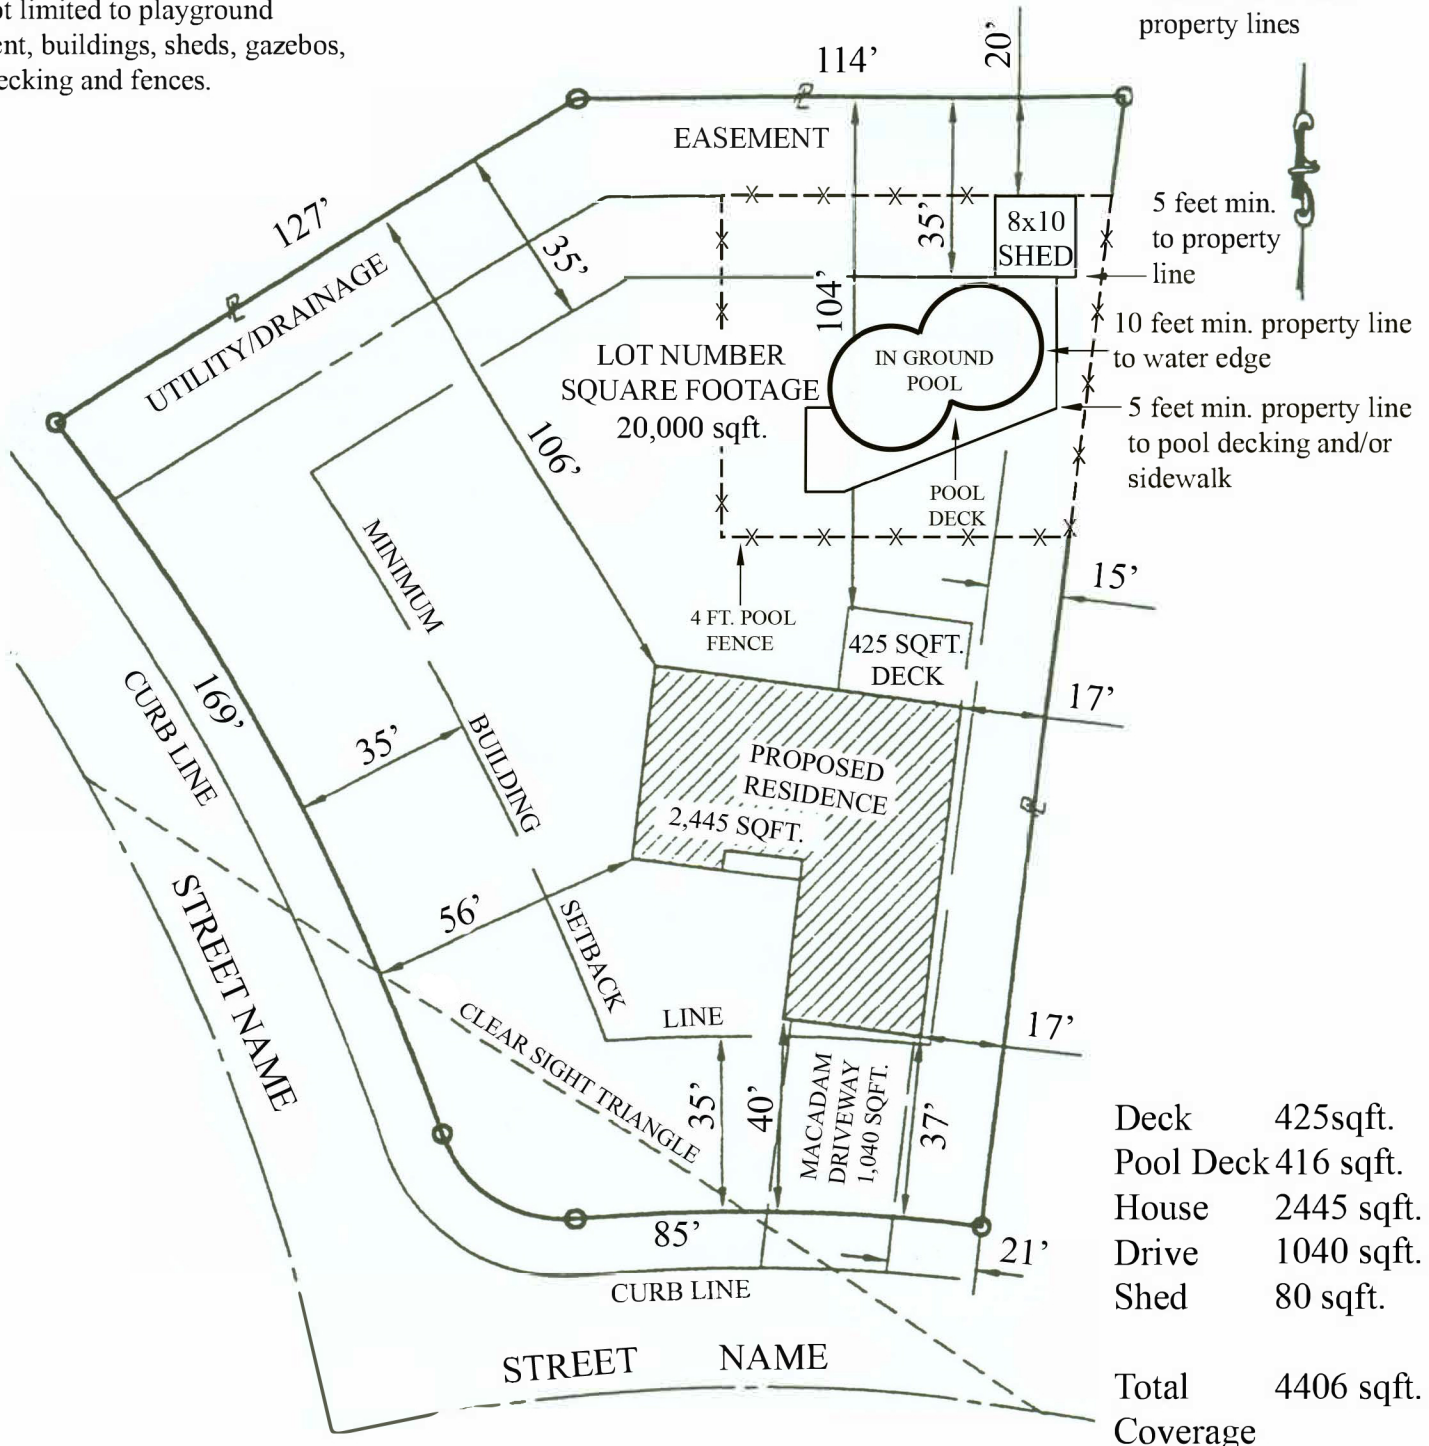 limited to playground
buildings, sheds, gazebos,
and fences.
property lines
114’
20’
EASEMENT
127’
35’
35’
8x10
SHED
5 feet min.
to property
line
UTILITY/DRAINAGE
104’
10 feet min. property line
to water edge
LOT NUMBER
SQUARE FOOTAGE
20,000 sqft.
IN GROUND
POOL
5 feet min. property line
to pool decking and/or
sidewalk
106’
POOL
DECK
MINIMUM
15’
4 FT. POOL
FENCE
425 SQFT.
DECK
17’
169’
CURB LINE
35’
BUILDING
PROPOSED
RESIDENCE
2,445 SQFT.
STREET NAME
56’
SETBACK
LINE
CLEAR SIGHT TRIANGLE
17’
35’
40’
MACADAM
DRIVEWAY
1,040 SQFT.
37’
85’
21’
CURB LINE
STREET NAME
Deck 425sqft.
Pool Deck 416 sqft.
House 2445 sqft.
Drive 1040 sqft.
Shed 80 sqft.
Total 4406 sqft.
Coverage